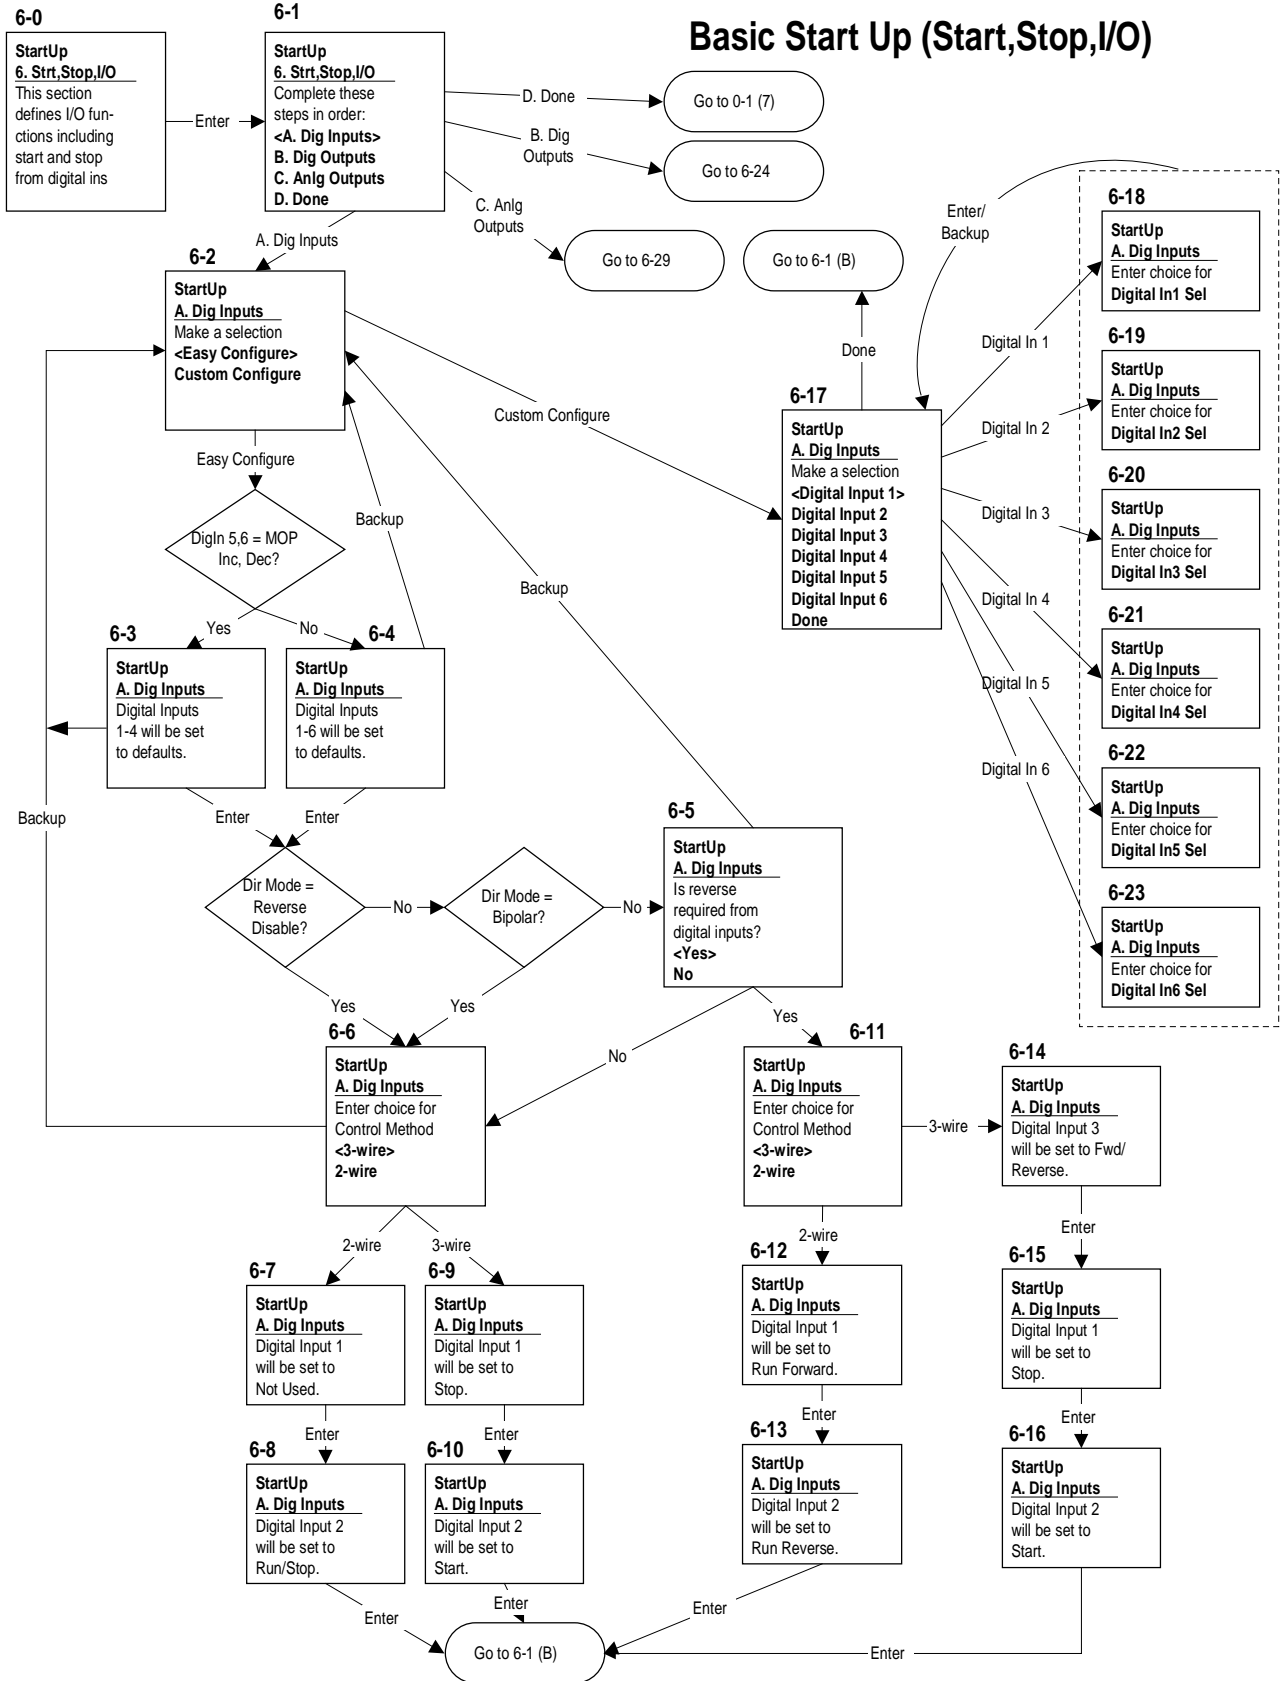 Basic Start Up (Start,Stop,I/O)
6-0
StartUp
6. Strt,Stop,I/O
This section
defines I/O fun-
ctions including
start and stop
from digital ins
Enter
6-1
StartUp
6. Strt,Stop,I/O
Complete these
steps in order:
<A. Dig Inputs>
B. Dig Outputs
C. Anlg Outputs
D. Done
D. Done
Go to 0-1 (7)
B. Dig
Outputs
Go to 6-24
C. Anlg
Outputs
Go to 6-29
A. Dig Inputs
6-2
StartUp
A. Dig Inputs
Make a selection
<Easy Configure>
Custom Configure
Easy Configure
Custom Configure
DigIn 5,6 = MOP
Inc, Dec?
Yes
No
Backup
Backup
Backup
6-3
StartUp
A. Dig Inputs
Digital Inputs
1-4 will be set
to defaults.
Enter
6-4
StartUp
A. Dig Inputs
Digital Inputs
1-6 will be set
to defaults.
Enter
Dir Mode =
Reverse
Disable?
No
Yes
Dir Mode =
Bipolar?
No
Yes
6-5
StartUp
A. Dig Inputs
Is reverse
required from
digital inputs?
<Yes>
No
No
Yes
6-6
StartUp
A. Dig Inputs
Enter choice for
Control Method
<3-wire>
2-wire
2-wire
3-wire
6-7
StartUp
A. Dig Inputs
Digital Input 1
will be set to
Not Used.
Enter
6-8
StartUp
A. Dig Inputs
Digital Input 2
will be set to
Run/Stop.
Enter
6-9
StartUp
A. Dig Inputs
Digital Input 1
will be set to
Stop.
Enter
6-10
StartUp
A. Dig Inputs
Digital Input 2
will be set to
Start.
Enter
Go to 6-1 (B)
6-11
StartUp
A. Dig Inputs
Enter choice for
Control Method
<3-wire>
2-wire
3-wire
2-wire
6-12
StartUp
A. Dig Inputs
Digital Input 1
will be set to
Run Forward.
Enter
6-13
StartUp
A. Dig Inputs
Digital Input 2
will be set to
Run Reverse.
Enter
6-14
StartUp
A. Dig Inputs
Digital Input 3
will be set to Fwd/
Reverse.
Enter
6-15
StartUp
A. Dig Inputs
Digital Input 1
will be set to
Stop.
Enter
6-16
StartUp
A. Dig Inputs
Digital Input 2
will be set to
Start.
Enter
Go to 6-1 (B)
Done
Enter/
Backup
6-17
StartUp
A. Dig Inputs
Make a selection
<Digital Input 1>
Digital Input 2
Digital Input 3
Digital Input 4
Digital Input 5
Digital Input 6
Done
Digital In 1
Digital In 2
Digital In 3
Digital In 4
Digital In 5
Digital In 6
6-18
StartUp
A. Dig Inputs
Enter choice for
Digital In1 Sel
6-19
StartUp
A. Dig Inputs
Enter choice for
Digital In2 Sel
6-20
StartUp
A. Dig Inputs
Enter choice for
Digital In3 Sel
6-21
StartUp
A. Dig Inputs
Enter choice for
Digital In4 Sel
6-22
StartUp
A. Dig Inputs
Enter choice for
Digital In5 Sel
6-23
StartUp
A. Dig Inputs
Enter choice for
Digital In6 Sel